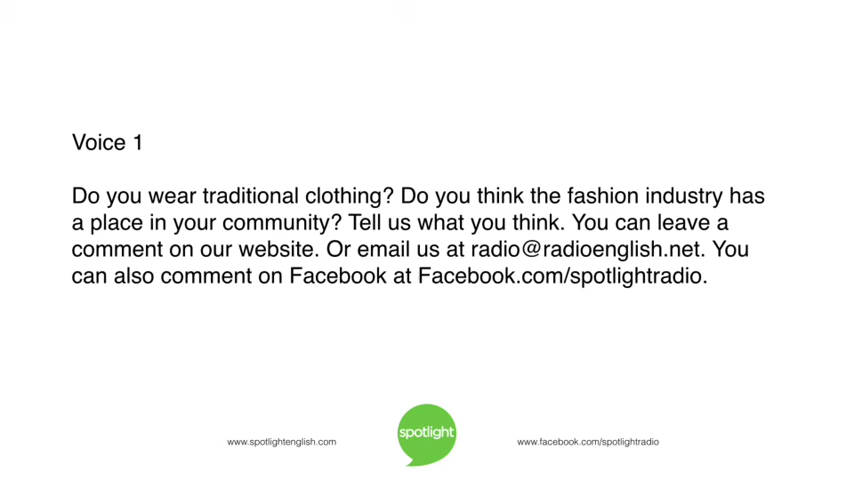 Voice 1
Do you wear traditional clothing? Do you think the fashion industry has
a place in your community? Tell us what you think. You can leave a
comment on our website. Or email us at radio@radioenglish.net. You
can also comment on Facebook at Facebook.com/spotlightradio.
www.spotlightenglish.com
spotlight
www.facebook.com/spotlightradio